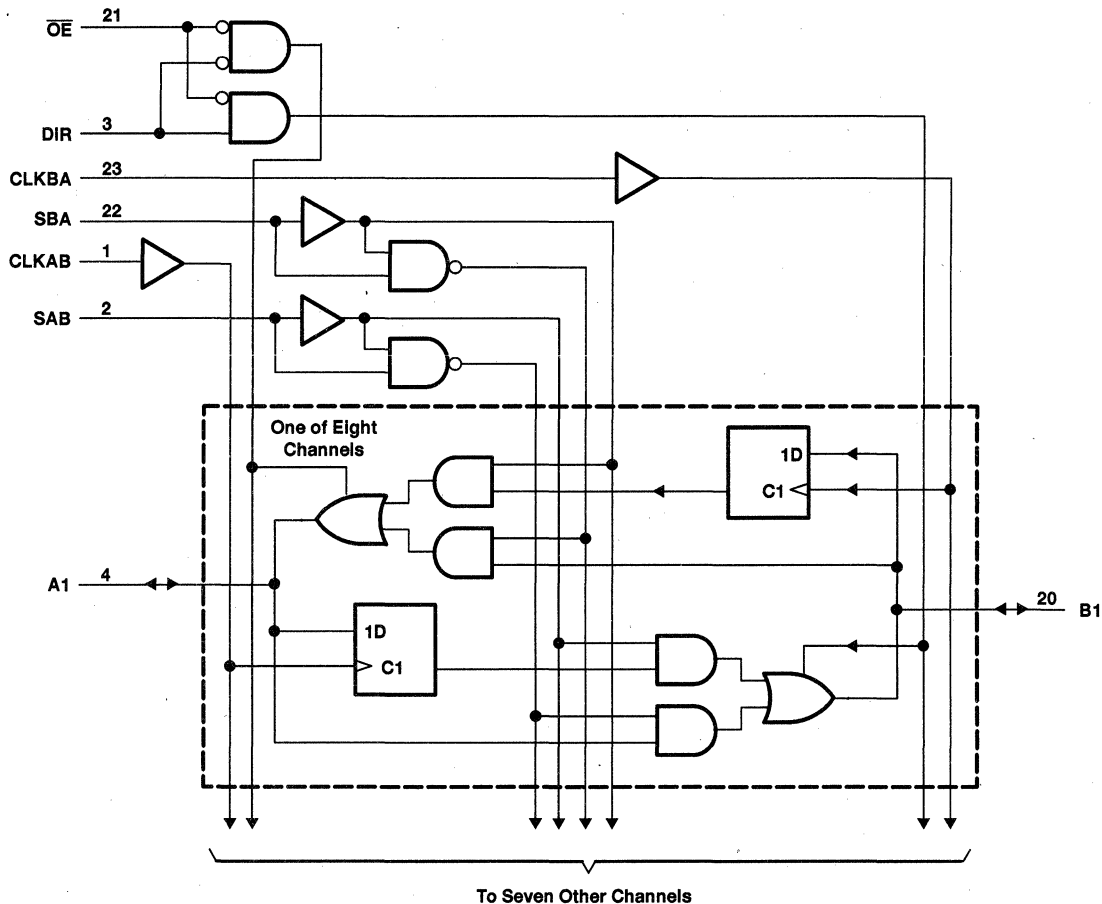 OE 21
DIR 3
CLKBA 23
SBA 22
CLKAB 1
SAB 2
One of Eight
Channels
1D
C1
A1 4
1D
C1
20 B1
To Seven Other Channels